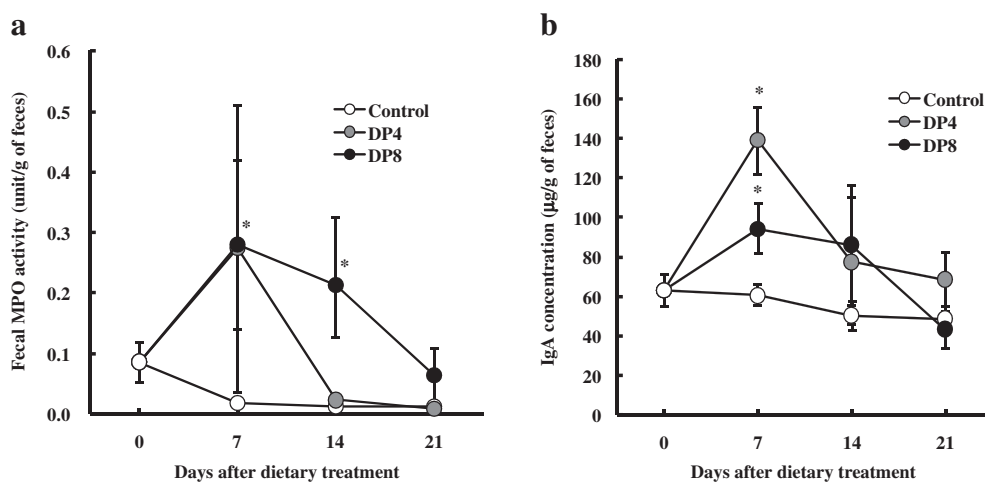 a
0.6
0.5
0.4
0.3
0.2
0.1
0.0
Fecal MPO activity (unit/g of feces)
Control
DP4
DP8
*
*
0 7 14 21
Days after dietary treatment
b
180
160
140
120
100
80
60
40
20
0
IgA concentration (µg/g of feces)
Control
DP4
DP8
*
*
0 7 14 21
Days after dietary treatment